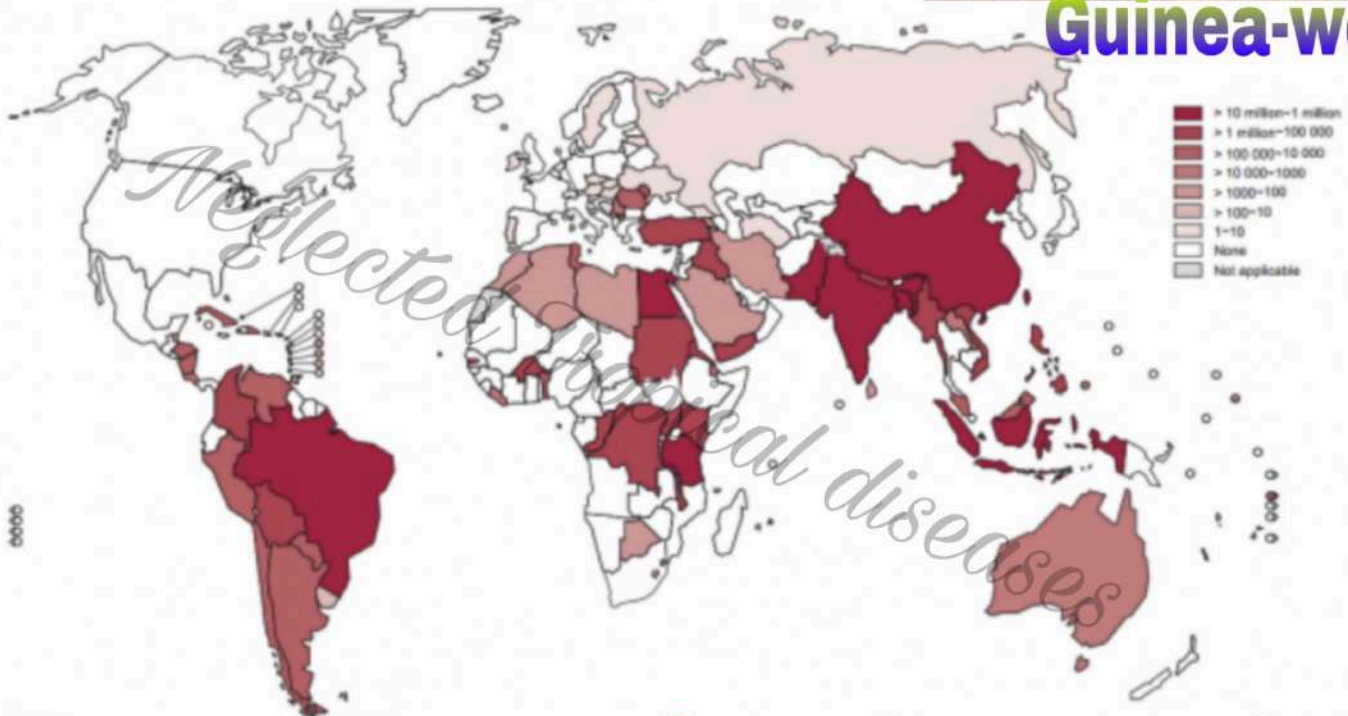 Guinea-wo
> 10 million–1 million
> 1 million–100 000
> 100 000–10 000
> 10 000–1000
> 1000–100
> 100–10
1–10
None
Not applicable
Neglected tropical diseases